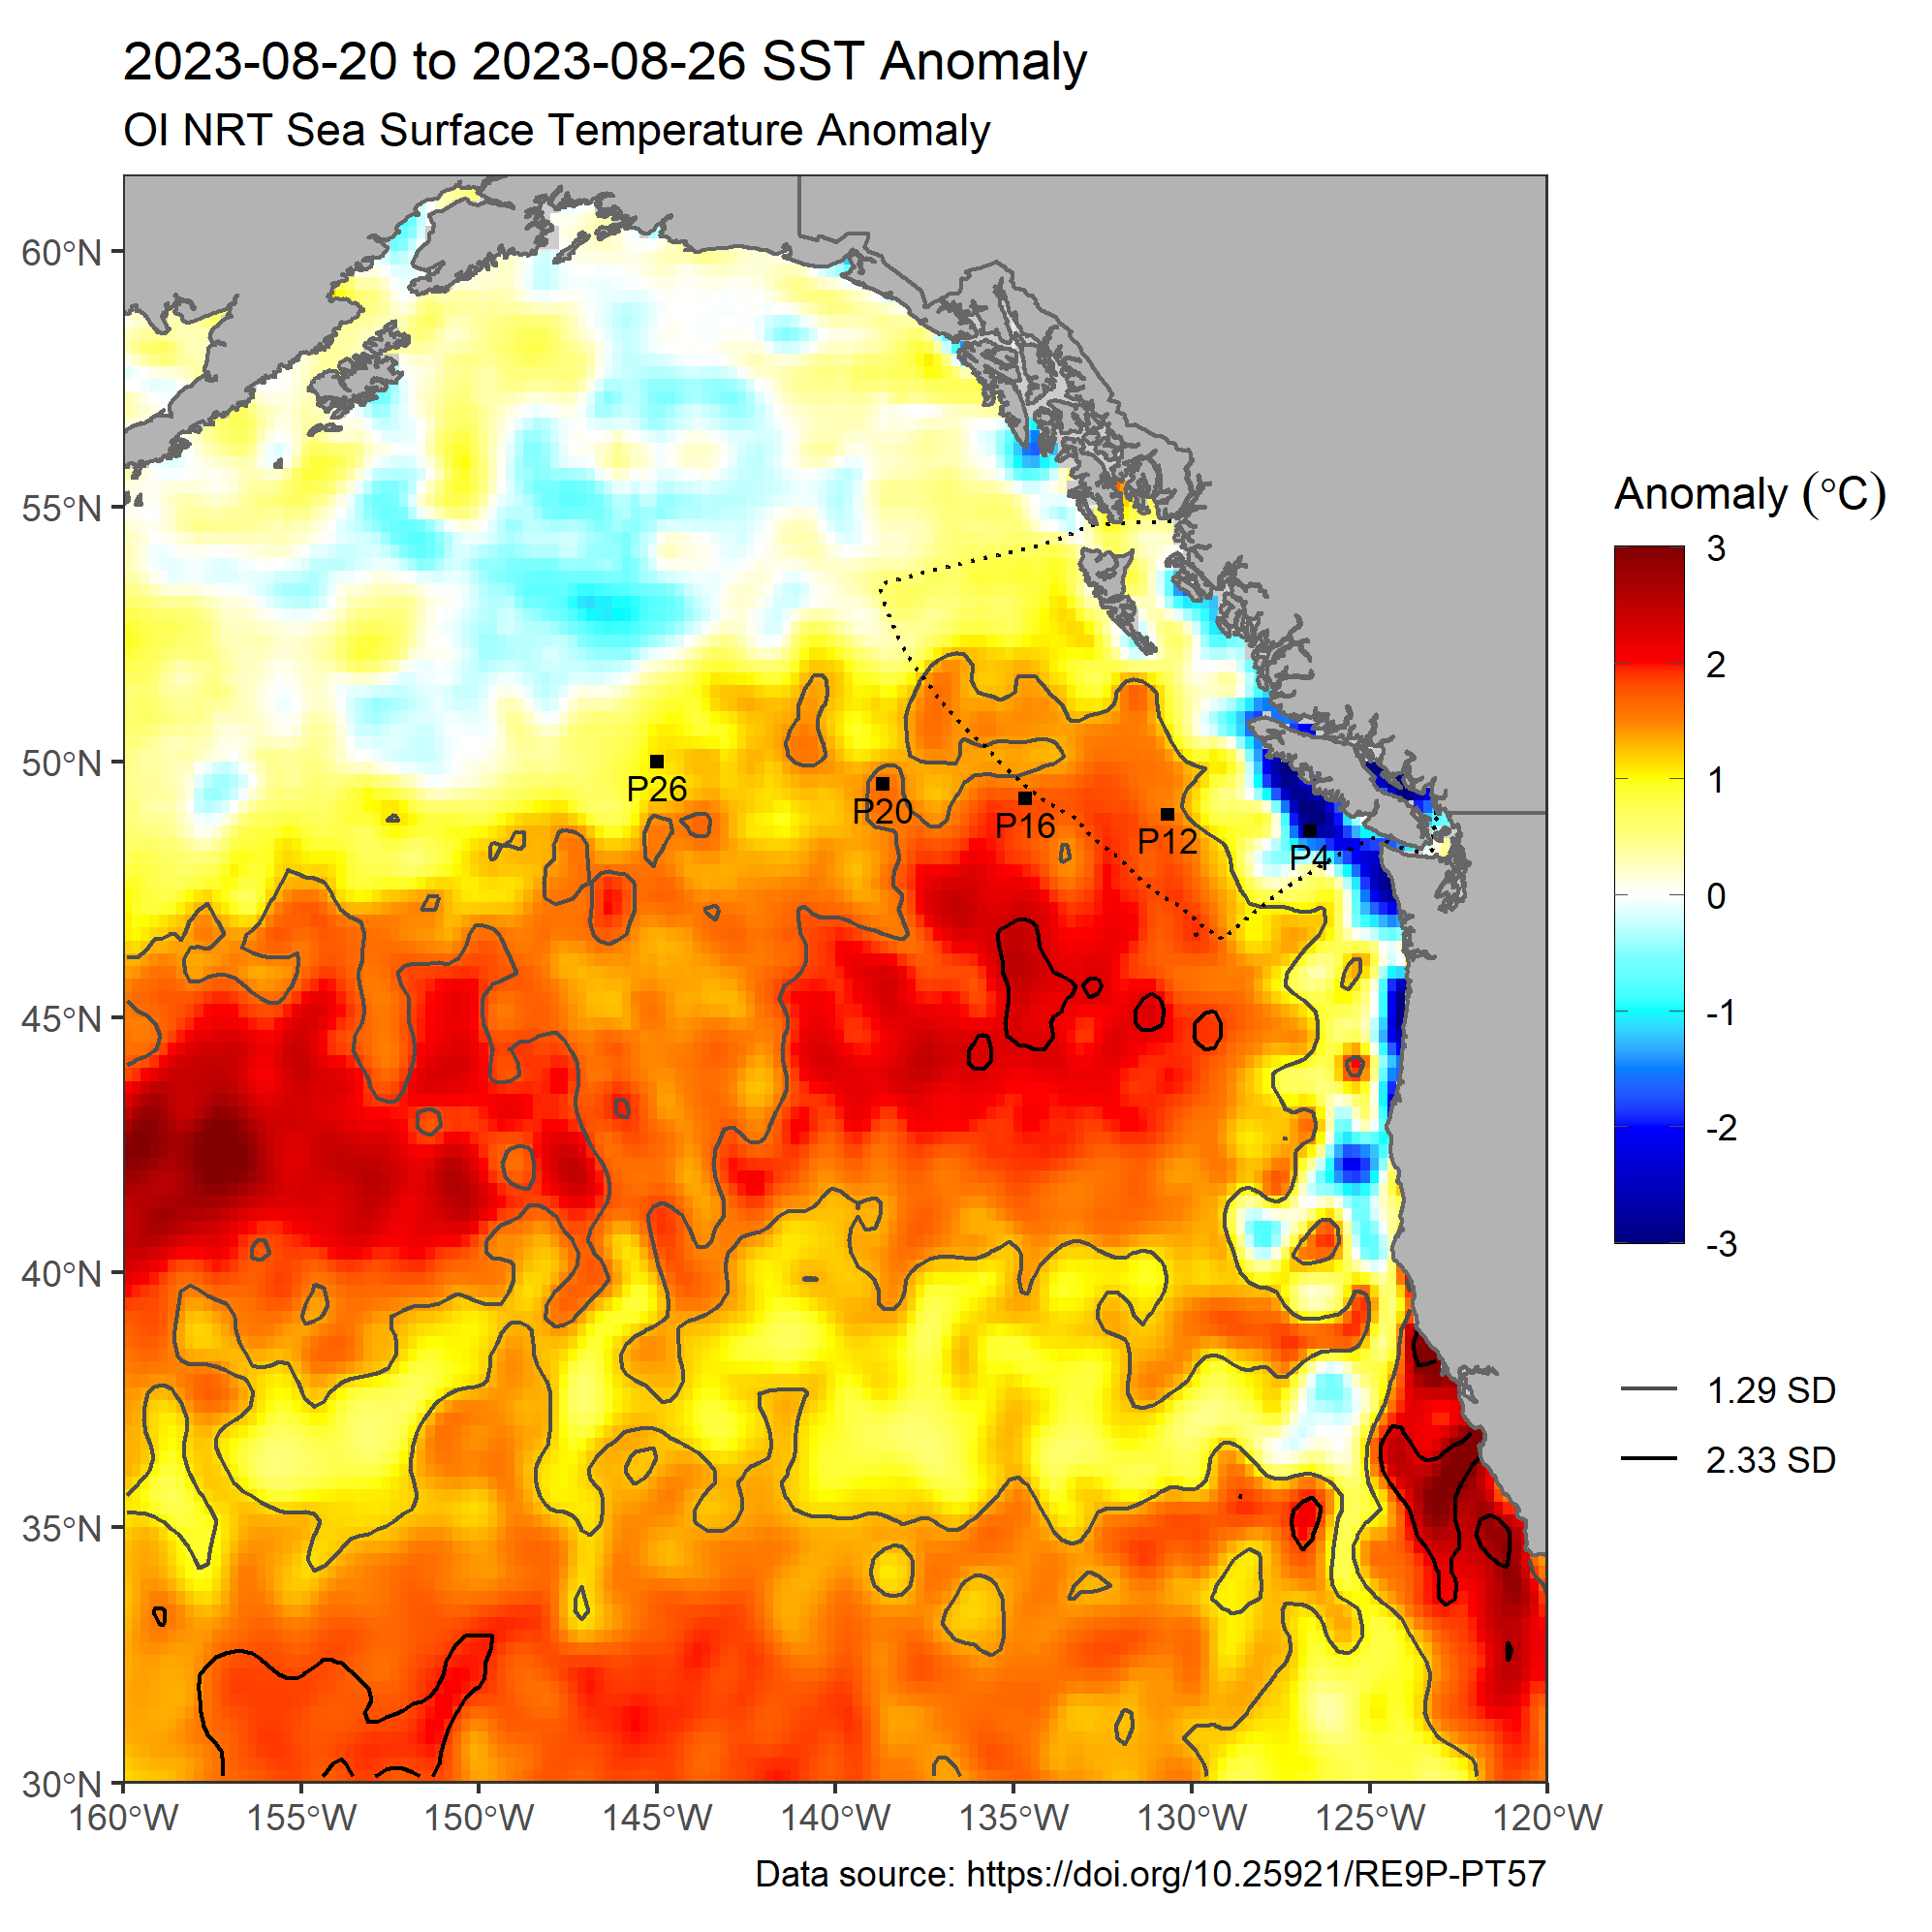 2023-08-20 to 2023-08-26 SST Anomaly
OI NRT Sea Surface Temperature Anomaly
60°N
55°N
50°N
45°N
40°N
35°N
30°N
P26
P20
P16
P12
P4
160°W
155°W
150°W
145°W
140°W
135°W
130°W
125°W
120°W
Anomaly (°C)
3
2
1
0
-1
-2
-3
1.29 SD
2.33 SD
Data source: https://doi.org/10.25921/RE9P-PT57